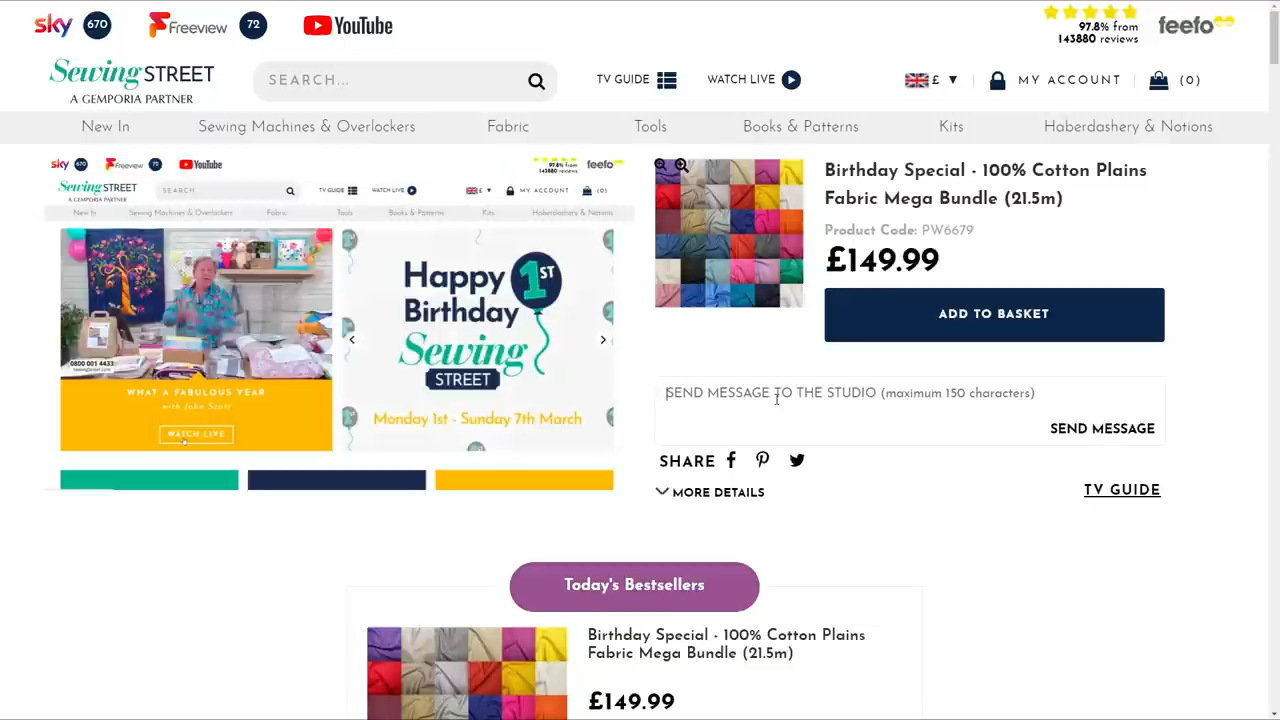 sky 670 Freeview 72 YouTube
97.8% from
143880 reviews
feefo
Sewing STREET
A GEMPORIA PARTNER
SEARCH...
TV GUIDE WATCH LIVE £ MY ACCOUNT (0)
New In Sewing Machines & Overlockers Fabric Tools Books & Patterns Kits Haberdashery & Notions
sky Freeview YouTube
97.8% from
143880 reviews
feefo
Sewing STREET
A GEMPORIA PARTNER
SEARCH...
TV GUIDE WATCH LIVE £ MY ACCOUNT (0)
New In Sewing Machines & Overlockers Fabric Tools Books & Patterns Kits Haberdashery & Notions
0800 001 4433
WHAT A FABULOUS YEAR
with John Scott
WATCH LIVE
Happy 1ST
Birthday
Sewing
STREET
Monday 1st - Sunday 7th March
Birthday Special - 100% Cotton Plains
Fabric Mega Bundle (21.5m)
Product Code: PW6679
£149.99
ADD TO BASKET
SEND MESSAGE TO THE STUDIO (maximum 150 characters)
SEND MESSAGE
SHARE
MORE DETAILS
TV GUIDE
Today's Bestsellers
Birthday Special - 100% Cotton Plains
Fabric Mega Bundle (21.5m)
£149.99